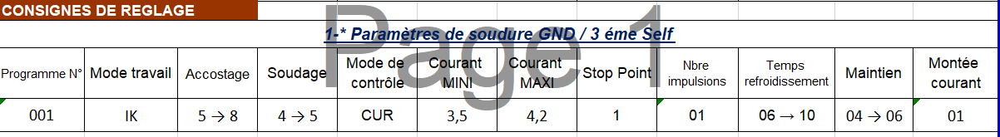 CONSIGNES DE REGLAGE
1-* Paramètres de soudure GND / 3 éme Self
Programme N° Mode travail Accostage Soudage Mode de contrôle Courant MINI Courant MAXI Stop Point Nbre impulsions Temps refroidissement Maintien Montée courant
001 IK 5 → 8 4 → 5 CUR 3,5 4,2 1 01 06 → 10 04 → 06 01
Page 1